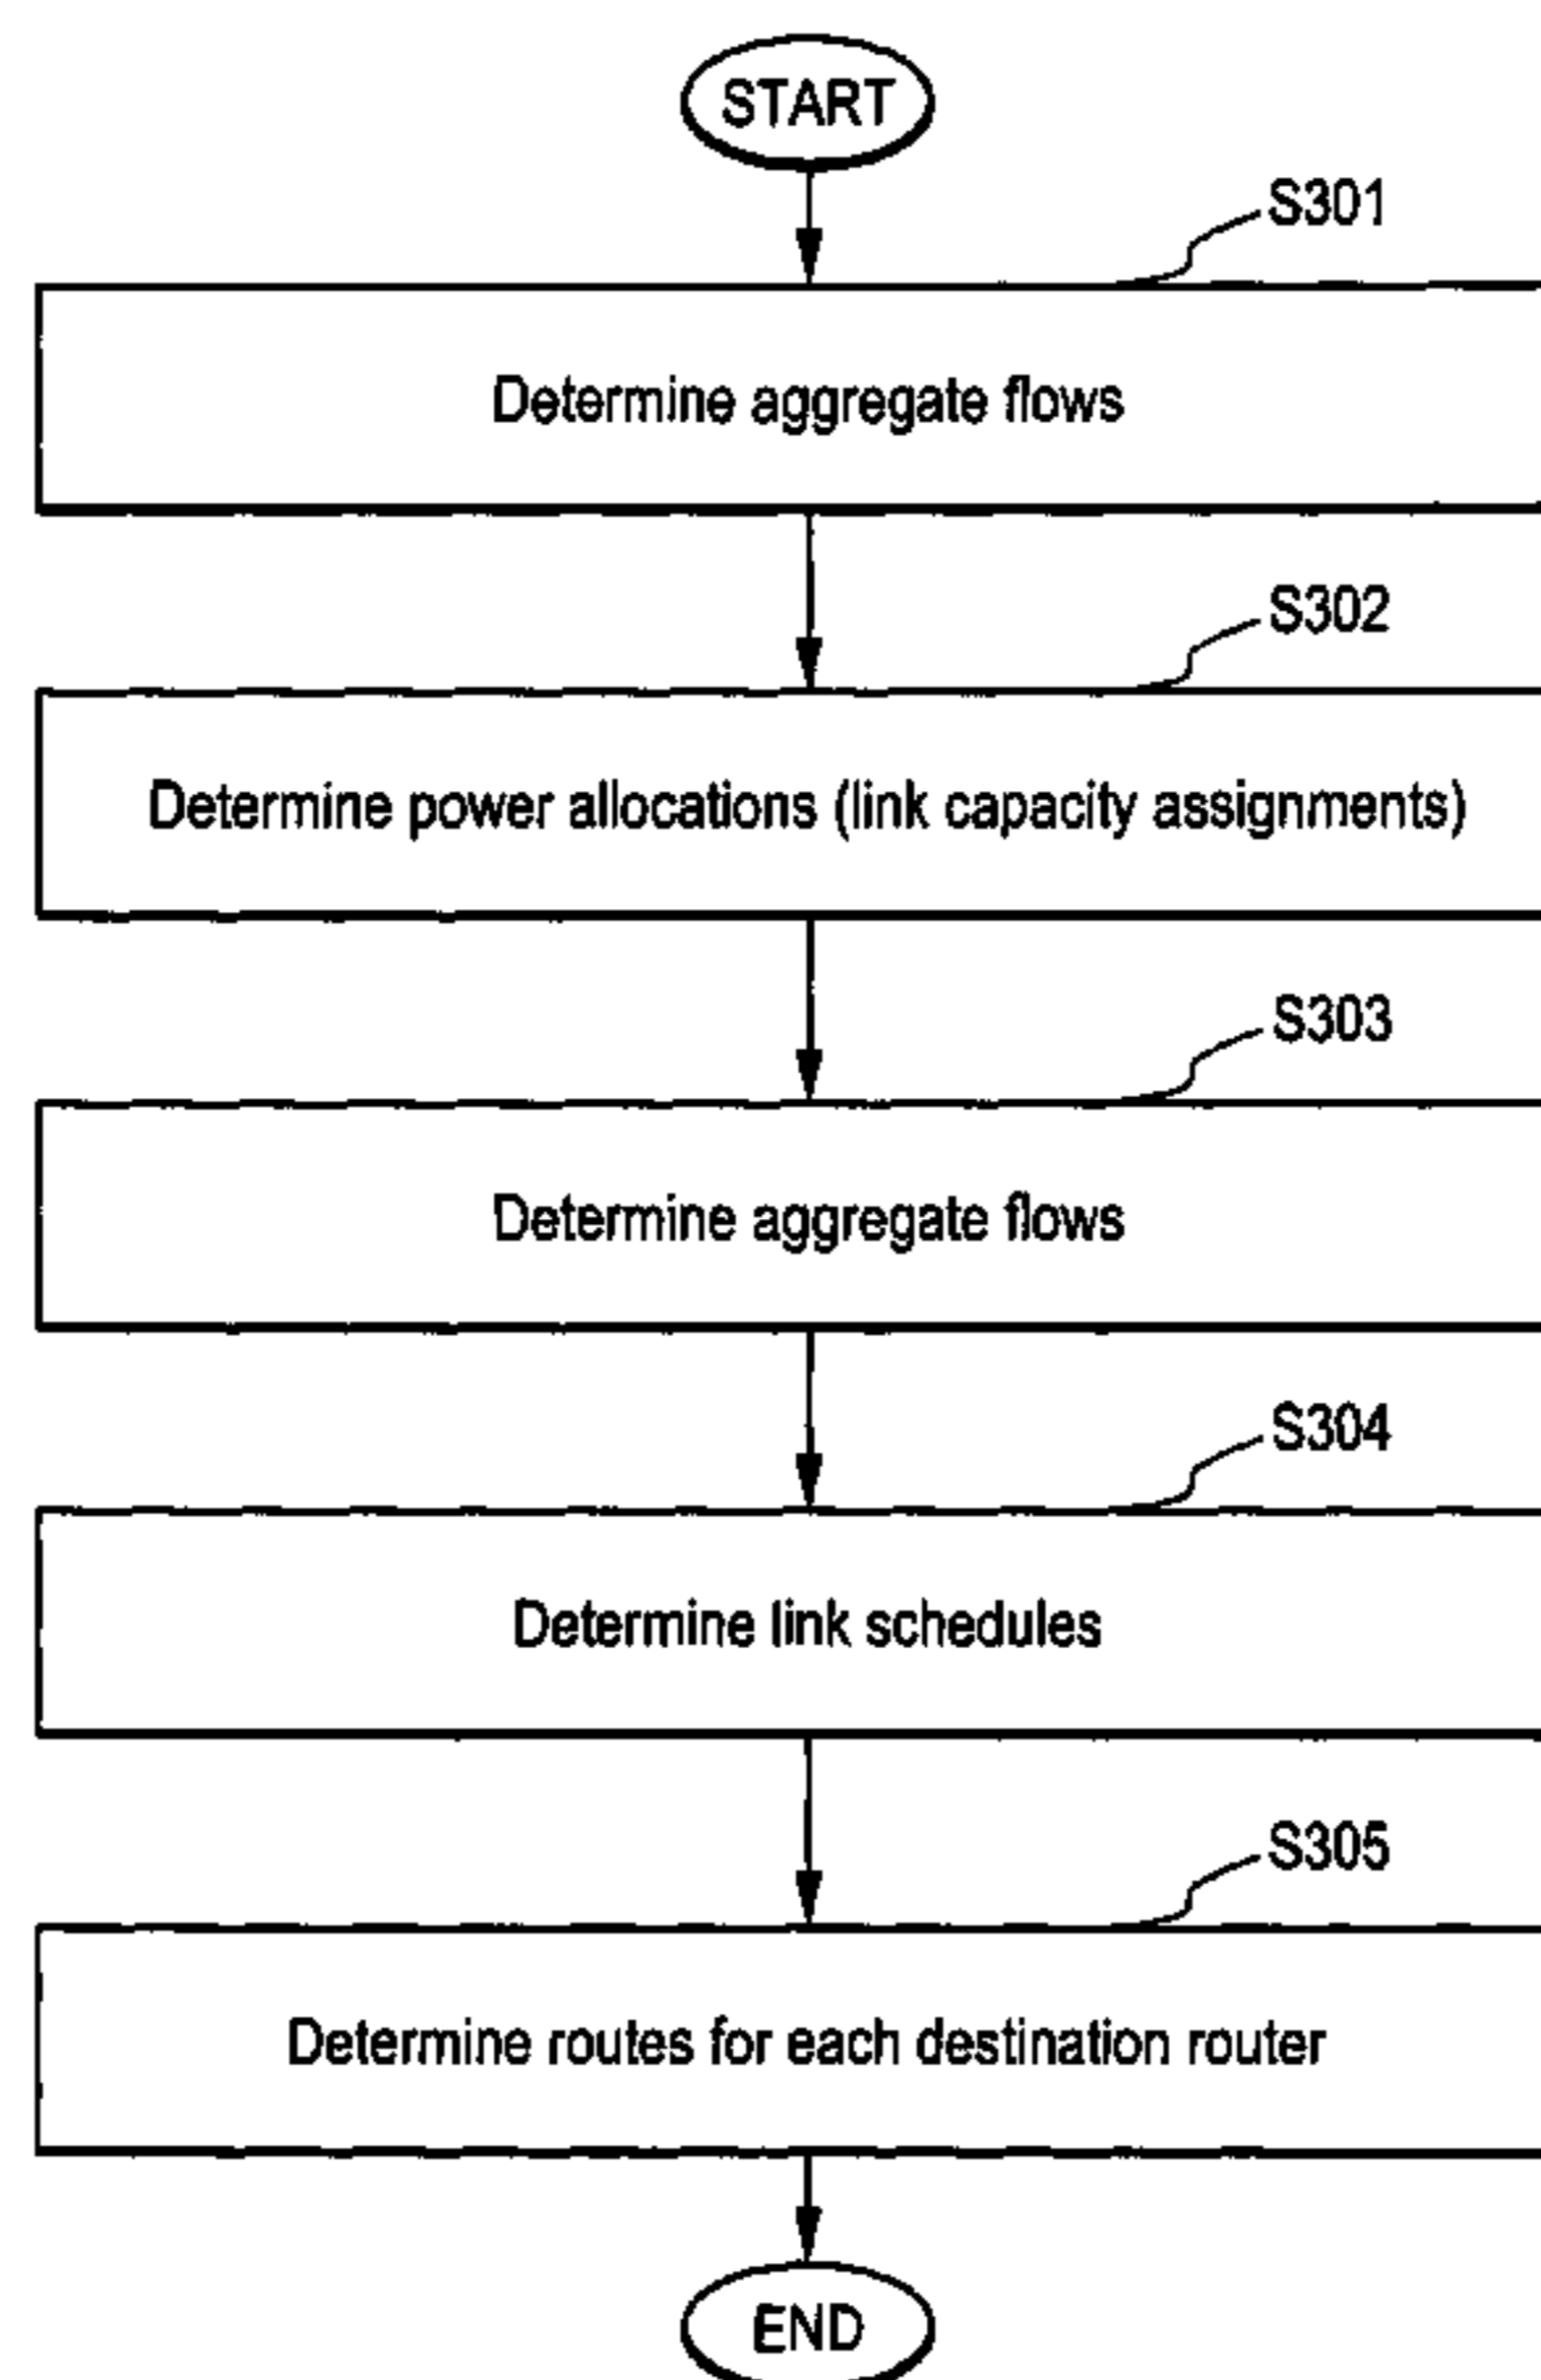 START
S301
Determine aggregate flows
S302
Determine power allocations (link capacity assignments)
S303
Determine aggregate flows
S304
Determine link schedules
S305
Determine routes for each destination router
END